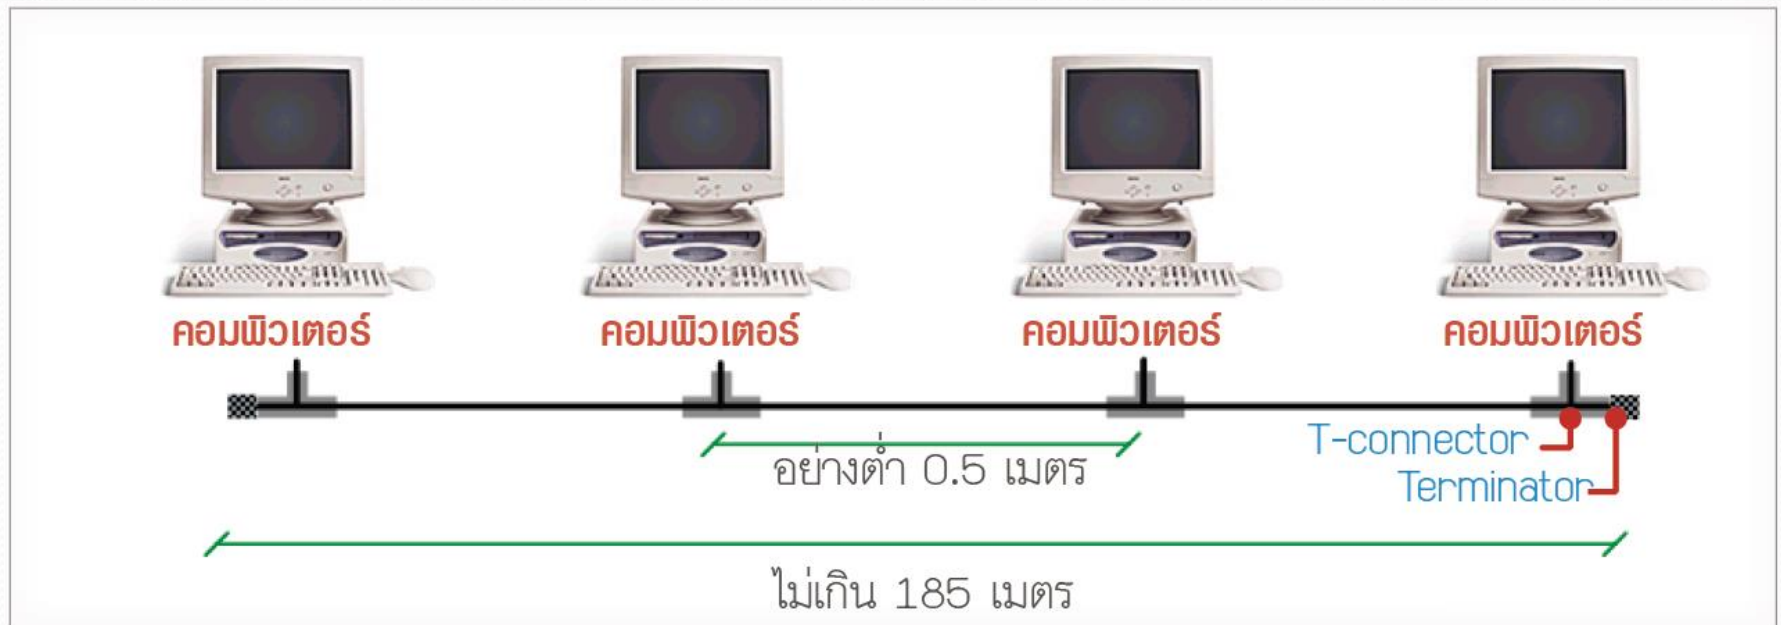 คอมพิวเตอร์ คอมพิวเตอร์ คอมพิวเตอร์ คอมพิวเตอร์
T-connector
อย่างต่ำ 0.5 เมตร
Terminator
ไม่เกิน 185 เมตร